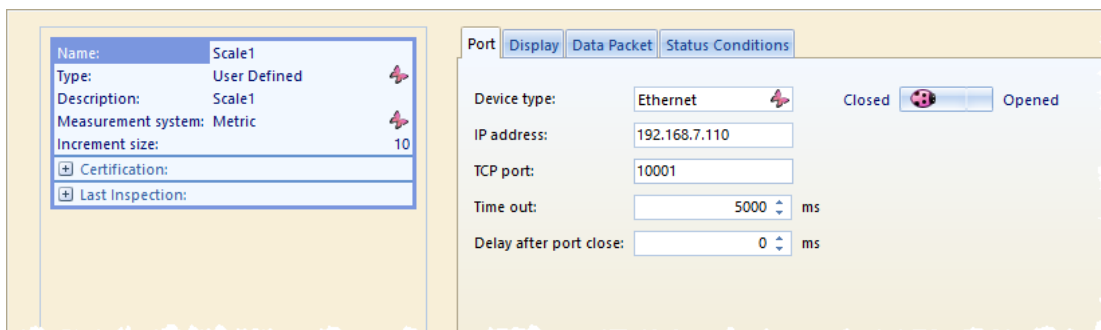 Name: Scale1
Type: User Defined
Description: Scale1
Measurement system: Metric
Increment size: 10
Certification:
Last Inspection:
Port Display Data Packet Status Conditions
Device type: Ethernet Closed Opened
IP address: 192.168.7.110
TCP port: 10001
Time out: 5000 ms
Delay after port close: 0 ms